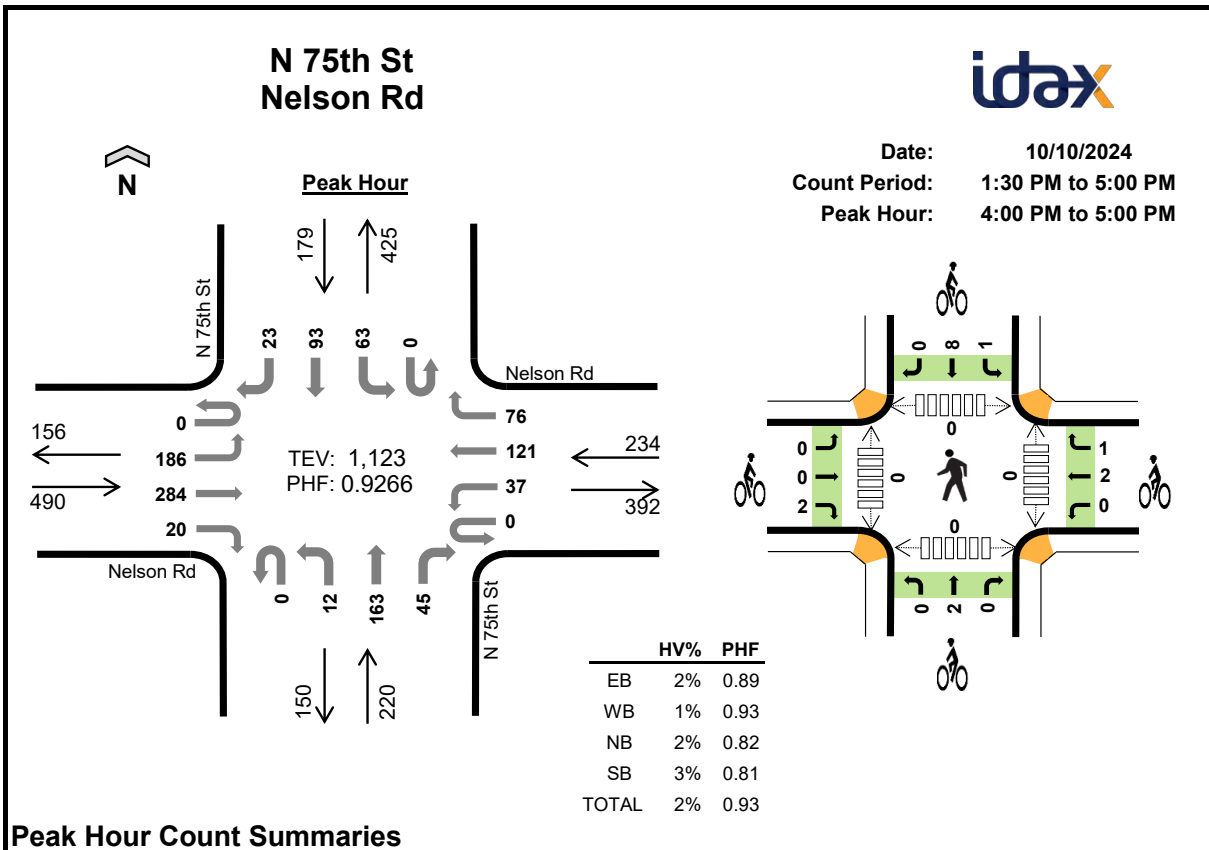 N 75th St
Nelson Rd
idax
Date: 10/10/2024
Count Period: 1:30 PM to 5:00 PM
Peak Hour: 4:00 PM to 5:00 PM
N
Peak Hour
179
425
N 75th St
23
93
63
0
Nelson Rd
0
186
284
20
156
490
TEV: 1,123
PHF: 0.9266
76
121
37
0
234
392
Nelson Rd
0
12
163
45
N 75th St
150
220
0
8
1
0
0
0
2
0
0
1
2
0
0
0
2
0
HV% PHF
EB 2% 0.89
WB 1% 0.93
NB 2% 0.82
SB 3% 0.81
TOTAL 2% 0.93
Peak Hour Count Summaries